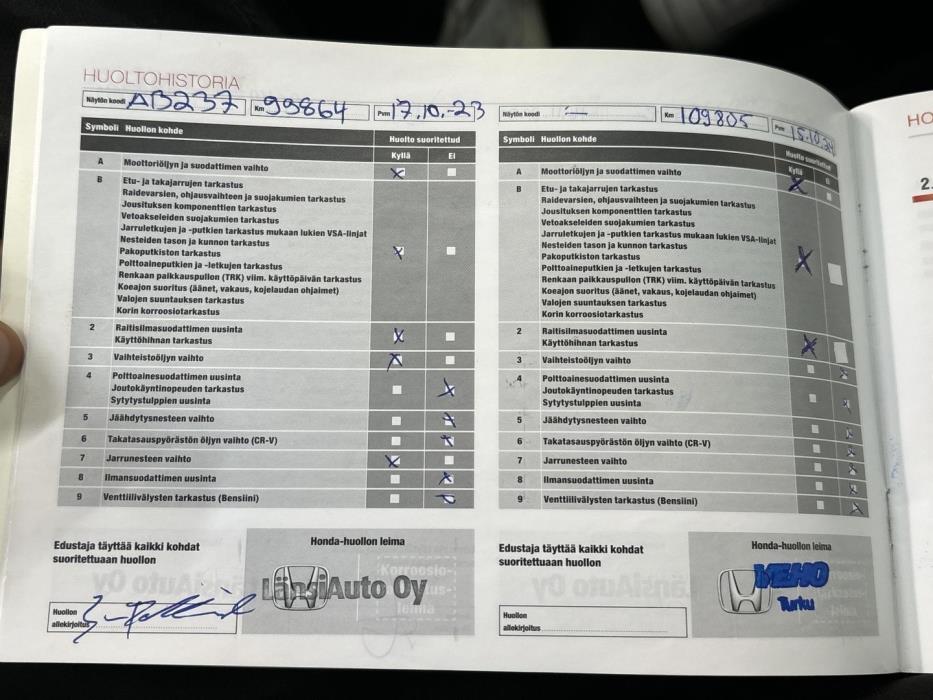 HUOLTOHISTORIA
Näytön koodi AB237 Km 99864 Pvm 17.10.-23
Symboli Huollon kohde Huolto suoritettud
Kyllä Ei
A Moottoriöljyn ja suodattimen vaihto
B Etu- ja takajarrujen tarkastus
Raidevarsien, ohjausvaihteen ja suojakumien tarkastus
Jousituksen komponenttien tarkastus
Vetoakseleiden suojakumien tarkastus
Jarruletkujen ja -putkien tarkastus mukaan lukien VSA-linjat
Nesteiden tason ja kunnon tarkastus
Pakoputkiston tarkastus
Polttoaineputkien ja -letkujen tarkastus
Renkaan paikkauspullon (TRK) viim. käyttöpäivän tarkastus
Koeajon suoritus (äänet, vakaus, kojelaudan ohjaimet)
Valojen suuntauksen tarkastus
Korin korroosiotarkastus
2 Raitisilmasuodattimen uusinta
Käyttöhihnan tarkastus
3 Vaihteistoöljyn vaihto
4 Polttoainesuodattimen uusinta
Joutokäyntinopeuden tarkastus
Sytytystulppien uusinta
5 Jäähdytysnesteen vaihto
6 Takatasauspyörästön öljyn vaihto (CR-V)
7 Jarrunesteen vaihto
8 Ilmansuodattimen uusinta
9 Venttiilivälysten tarkastus (Bensiini)
Edustaja täyttää kaikki kohdat
suoritettuaan huollon
Huollon
allekirjoitus
Honda-huollon leima
LänsiAuto Oy
Näytön koodi — Km 109805 Pvm 15.10.24
Symboli Huollon kohde Huolto suoritettud
Kyllä Ei
A Moottoriöljyn ja suodattimen vaihto
B Etu- ja takajarrujen tarkastus
Raidevarsien, ohjausvaihteen ja suojakumien tarkastus
Jousituksen komponenttien tarkastus
Vetoakseleiden suojakumien tarkastus
Jarruletkujen ja -putkien tarkastus mukaan lukien VSA-linjat
Nesteiden tason ja kunnon tarkastus
Pakoputkiston tarkastus
Polttoaineputkien ja -letkujen tarkastus
Renkaan paikkauspullon (TRK) viim. käyttöpäivän tarkastus
Koeajon suoritus (äänet, vakaus, kojelaudan ohjaimet)
Valojen suuntauksen tarkastus
Korin korroosiotarkastus
2 Raitisilmasuodattimen uusinta
Käyttöhihnan tarkastus
3 Vaihteistoöljyn vaihto
4 Polttoainesuodattimen uusinta
Joutokäyntinopeuden tarkastus
Sytytystulppien uusinta
5 Jäähdytysnesteen vaihto
6 Takatasauspyörästön öljyn vaihto (CR-V)
7 Jarrunesteen vaihto
8 Ilmansuodattimen uusinta
9 Venttiilivälysten tarkastus (Bensiini)
Edustaja täyttää kaikki kohdat
suoritettuaan huollon
Huollon
allekirjoitus
Honda-huollon leima
VEHO
Turku
HO
2.